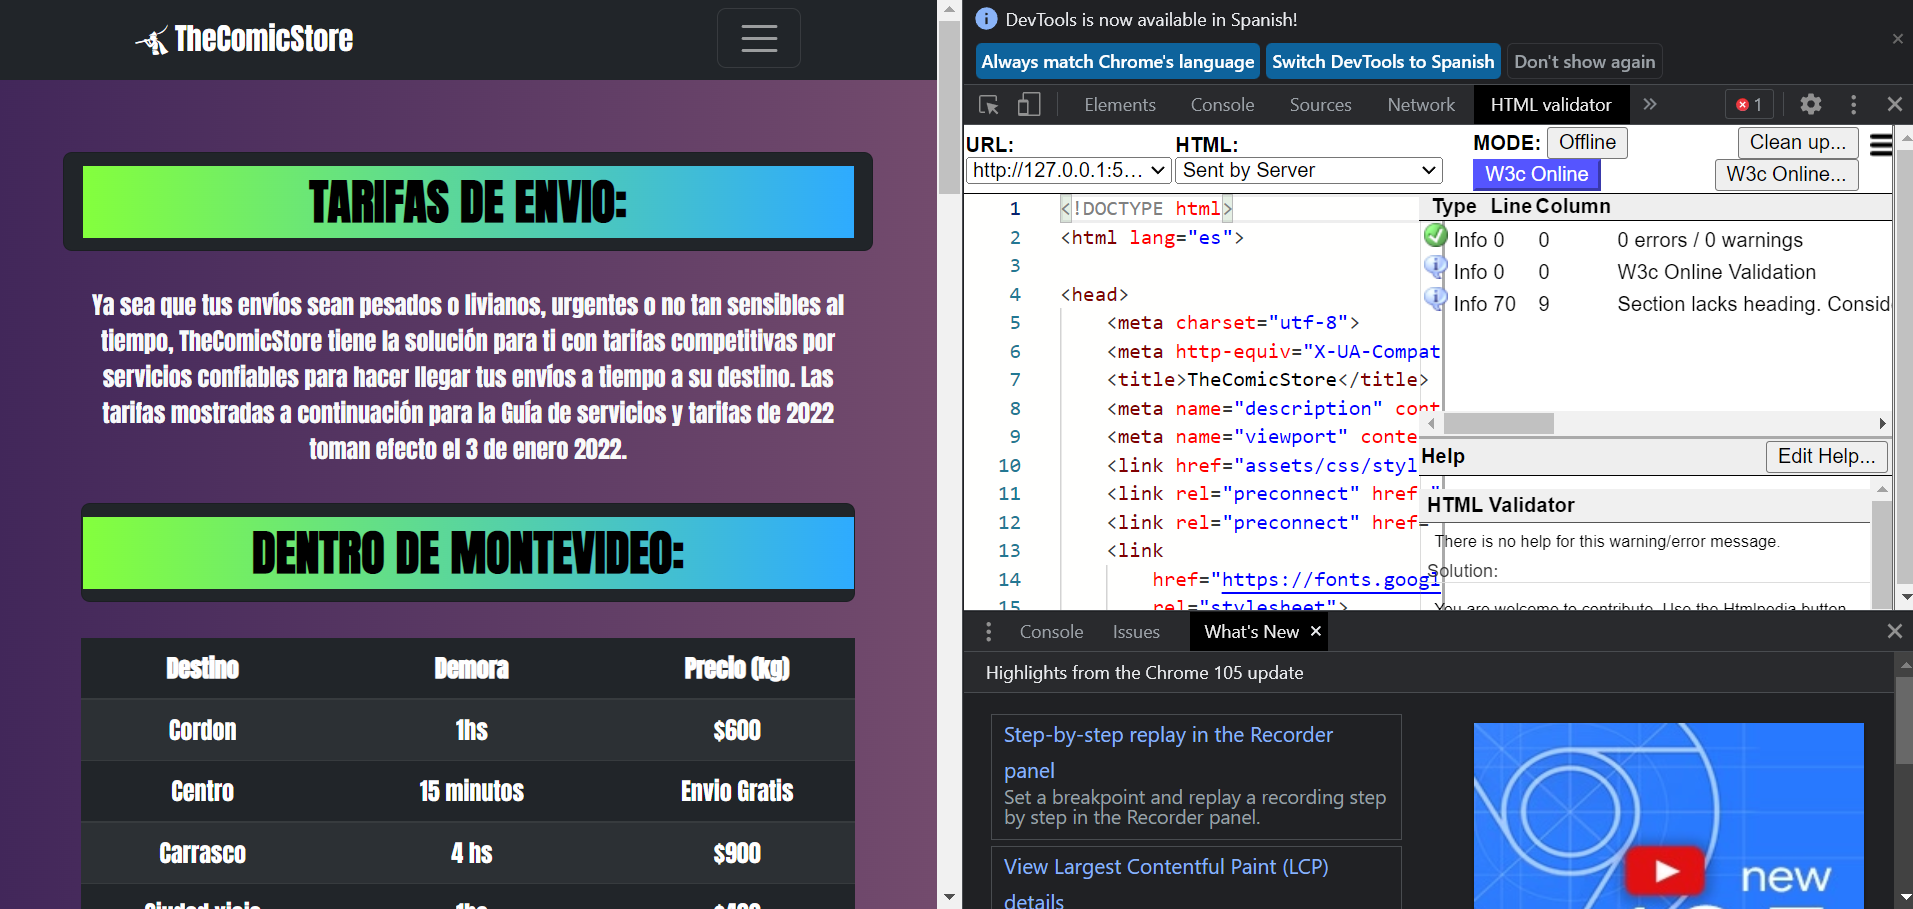 TheComicStore
TARIFAS DE ENVIO:
Ya sea que tus envíos sean pesados o livianos, urgentes o no tan sensibles al
tiempo, TheComicStore tiene la solución para ti con tarifas competitivas por
servicios confiables para hacer llegar tus envíos a tiempo a su destino. Las
tarifas mostradas a continuación para la Guía de servicios y tarifas de 2022
toman efecto el 3 de enero 2022.
DENTRO DE MONTEVIDEO:
Destino Demora Precio (kg)
Cordon 1hs $600
Centro 15 minutos Envio Gratis
Carrasco 4 hs $900
DevTools is now available in Spanish!
Always match Chrome's language Switch DevTools to Spanish Don't show again
Elements Console Sources Network HTML validator » 1
URL: HTML: MODE: Offline Clean up...
http://127.0.0.1:5... Sent by Server W3c Online W3c Online...
1 <!DOCTYPE html>
2 <html lang="es">
3
4 <head>
5 <meta charset="utf-8">
6 <meta http-equiv="X-UA-Compat
7 <title>TheComicStore</title>
8 <meta name="description" cont
9 <meta name="viewport" conte
10 <link href="assets/css/styl
11 <link rel="preconnect" href="
12 <link rel="preconnect" href=
13 <link
14 href="https://fonts.googl
15 rel="stylesheet">
Type Line Column
Info 0 0 0 errors / 0 warnings
Info 0 0 W3c Online Validation
Info 70 9 Section lacks heading. Consid
Help Edit Help...
HTML Validator
There is no help for this warning/error message.
Solution:
You are welcome to contribute. Use the Htmlpedia button
Console Issues What's New
Highlights from the Chrome 105 update
Step-by-step replay in the Recorder
panel
Set a breakpoint and replay a recording step
by step in the Recorder panel.
View Largest Contentful Paint (LCP)
details
new